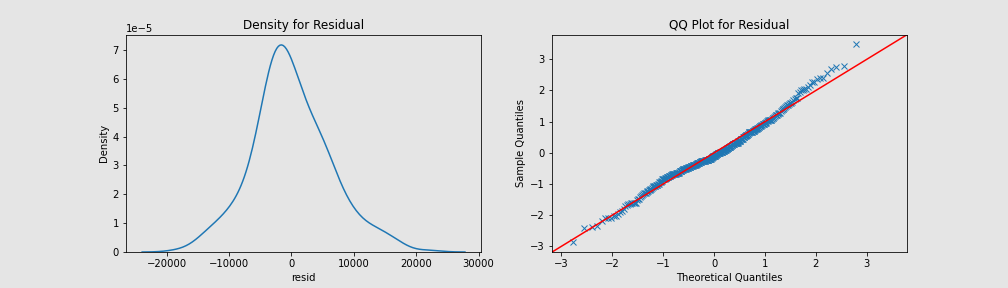 Density for Residual
1e−5
7
6
5
4
3
2
1
0
Density
−20000 −10000 0 10000 20000 30000
resid
QQ Plot for Residual
3
2
1
0
−1
−2
−3
Sample Quantiles
−3 −2 −1 0 1 2 3
Theoretical Quantiles